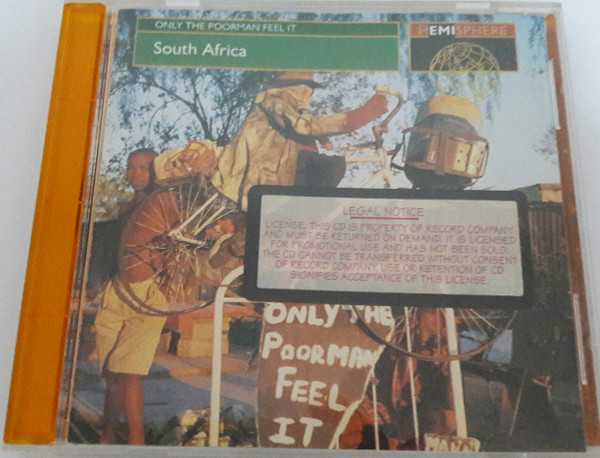 ONLY THE POORMAN FEEL IT
South Africa
HEMISPHERE
LEGAL NOTICE
LICENSE: THIS CD IS PROPERTY OF RECORD COMPANY
AND MUST BE RETURNED ON DEMAND. IT IS LICENSED
FOR PROMOTIONAL USE AND HAS NOT BEEN SOLD.
THE CD CANNOT BE TRANSFERRED WITHOUT CONSENT
OF RECORD COMPANY. USE OR RETENTION OF CD
SIGNIFIES ACCEPTANCE OF THIS LICENSE.
ONLY THE
POORMAN
FEEL
IT